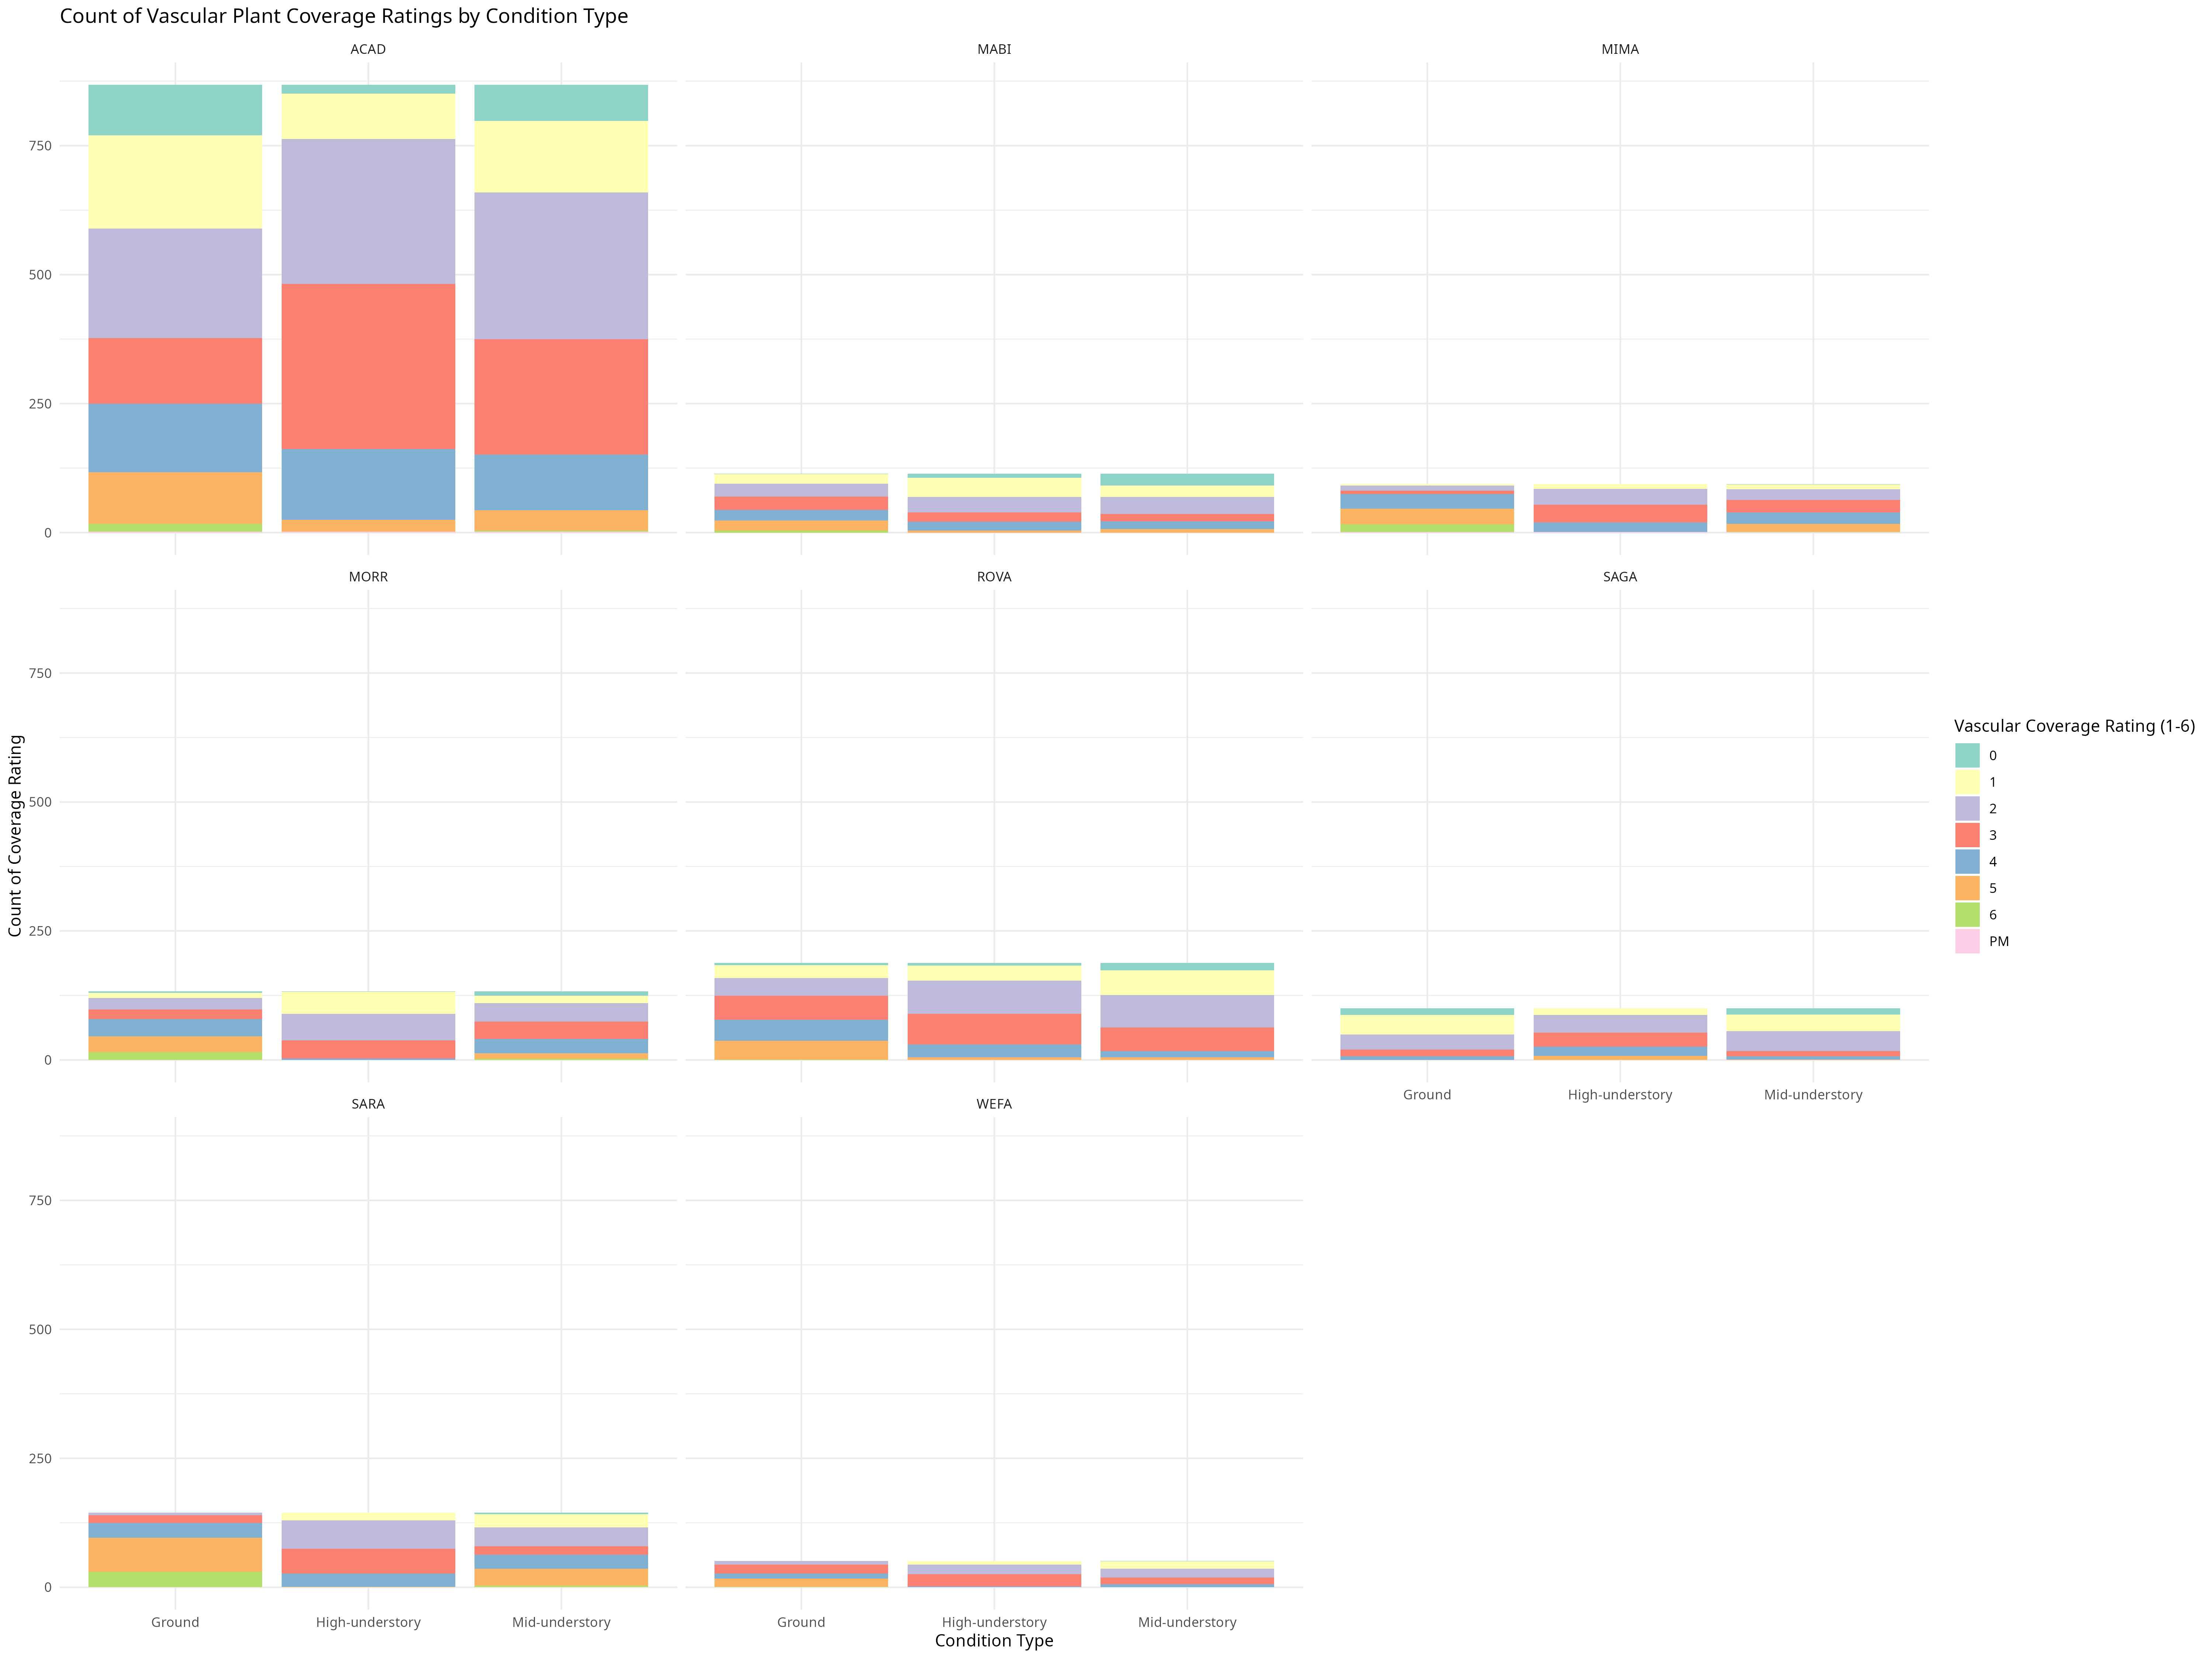 Count of Vascular Plant Coverage Ratings by Condition Type
ACAD
MABI
MIMA
750
500
250
0
MORR
ROVA
SAGA
750
500
250
0
Ground
High-understory
Mid-understory
SARA
WEFA
750
500
250
0
Ground
High-understory
Mid-understory
Ground
High-understory
Mid-understory
Condition Type
Count of Coverage Rating
Vascular Coverage Rating (1-6)
0
1
2
3
4
5
6
PM